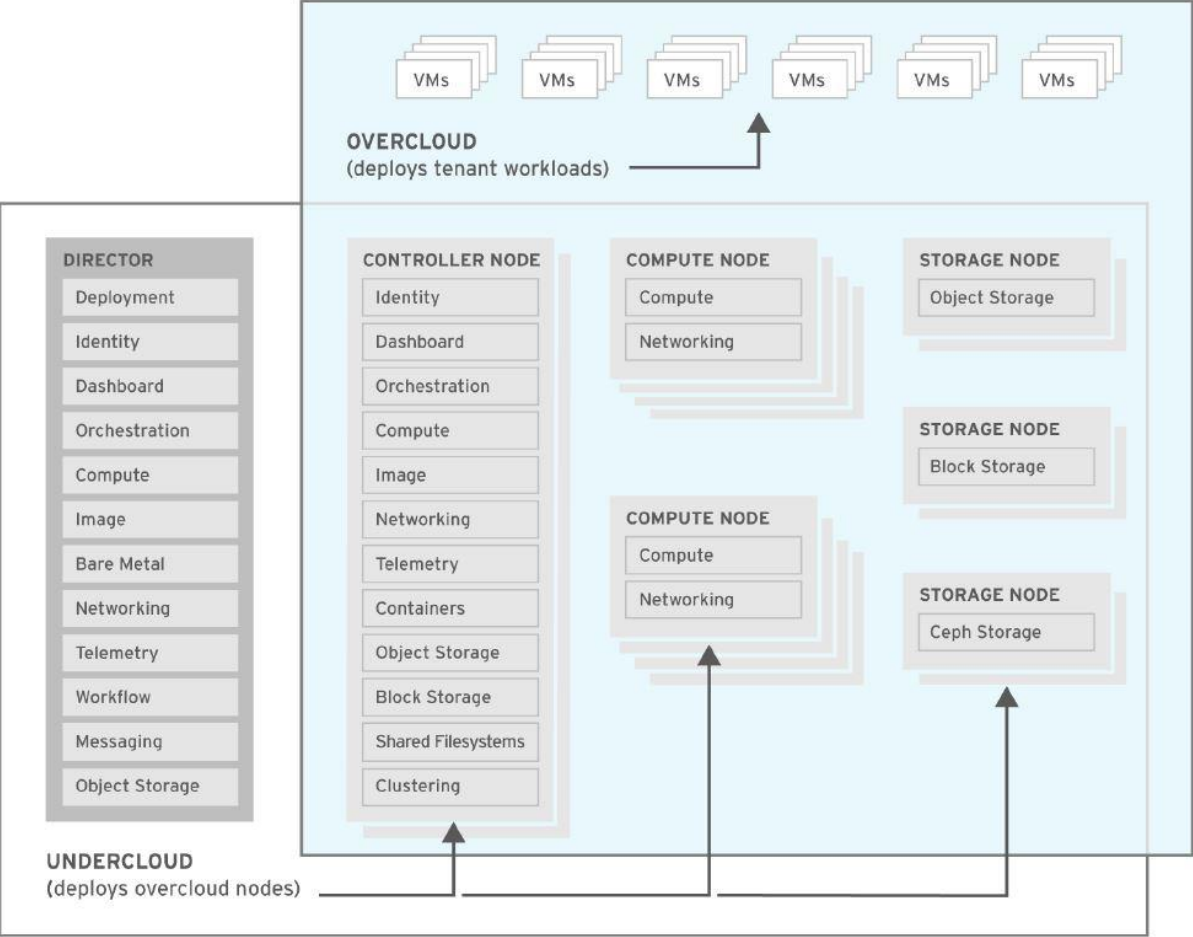 VMs
VMs
VMs
VMs
VMs
VMs
OVERCLOUD
(deploys tenant workloads)
DIRECTOR
Deployment
Identity
Dashboard
Orchestration
Compute
Image
Bare Metal
Networking
Telemetry
Workflow
Messaging
Object Storage
CONTROLLER NODE
Identity
Dashboard
Orchestration
Compute
Image
Networking
Telemetry
Containers
Object Storage
Block Storage
Shared Filesystems
Clustering
COMPUTE NODE
Compute
Networking
COMPUTE NODE
Compute
Networking
STORAGE NODE
Object Storage
STORAGE NODE
Block Storage
STORAGE NODE
Ceph Storage
UNDERCLOUD
(deploys overcloud nodes)